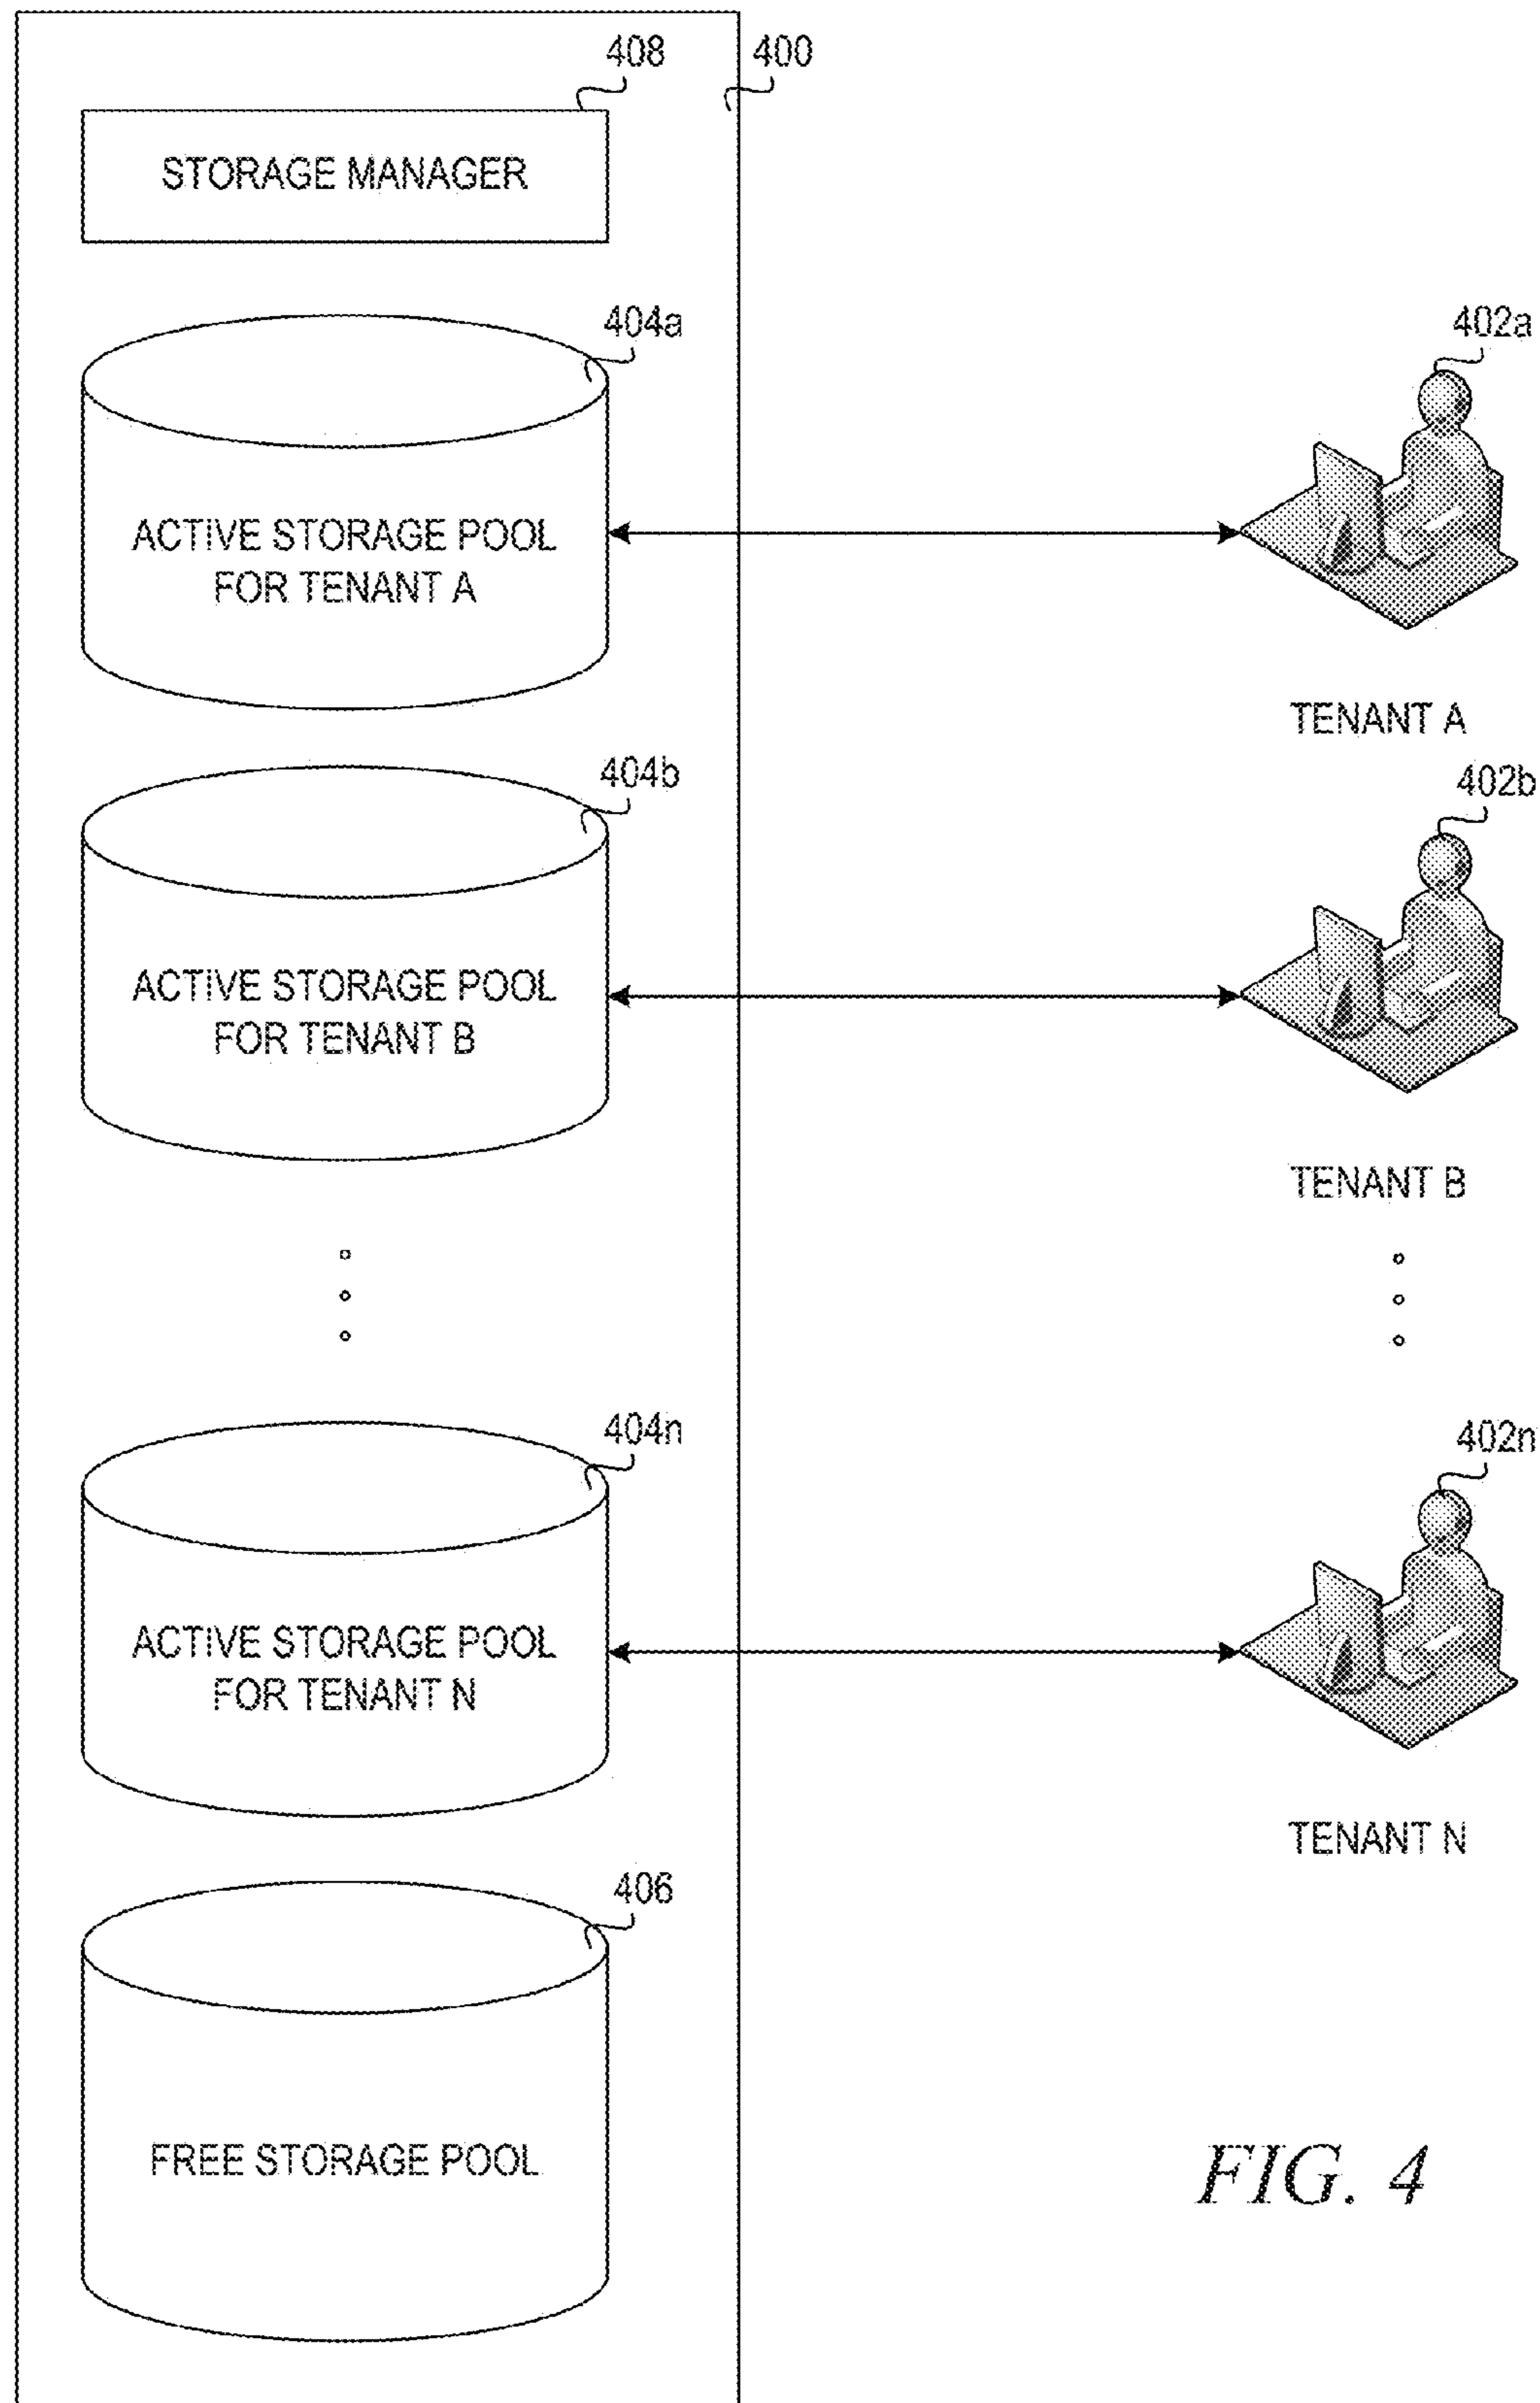 408
400
STORAGE MANAGER
404a
402a
ACTIVE STORAGE POOL
FOR TENANT A
TENANT A
404b
402b
ACTIVE STORAGE POOL
FOR TENANT B
TENANT B
404n
402n
ACTIVE STORAGE POOL
FOR TENANT N
TENANT N
406
FREE STORAGE POOL
FIG. 4